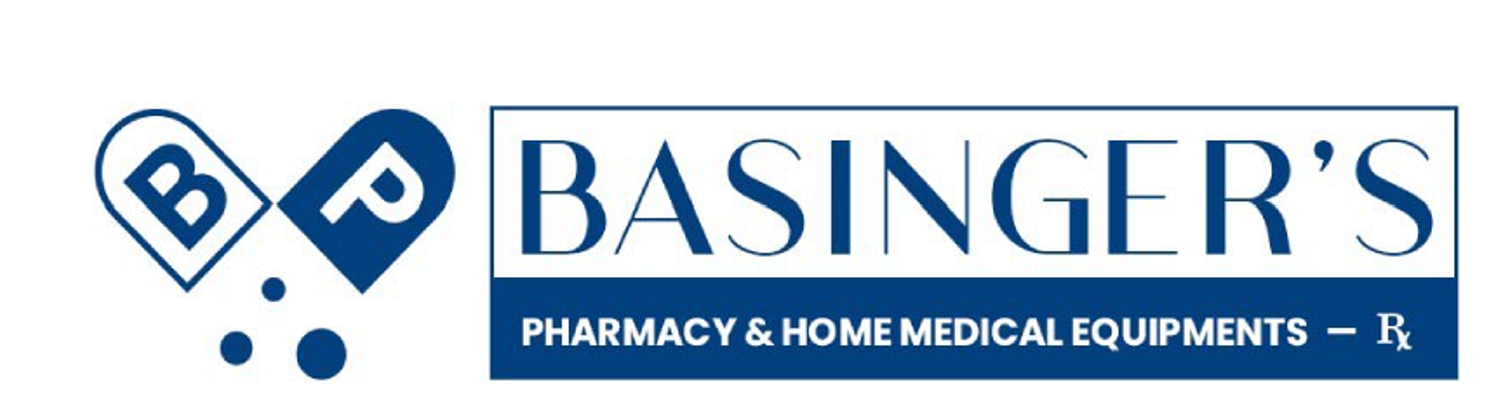 B P
BASINGER’S
PHARMACY & HOME MEDICAL EQUIPMENTS – ℞